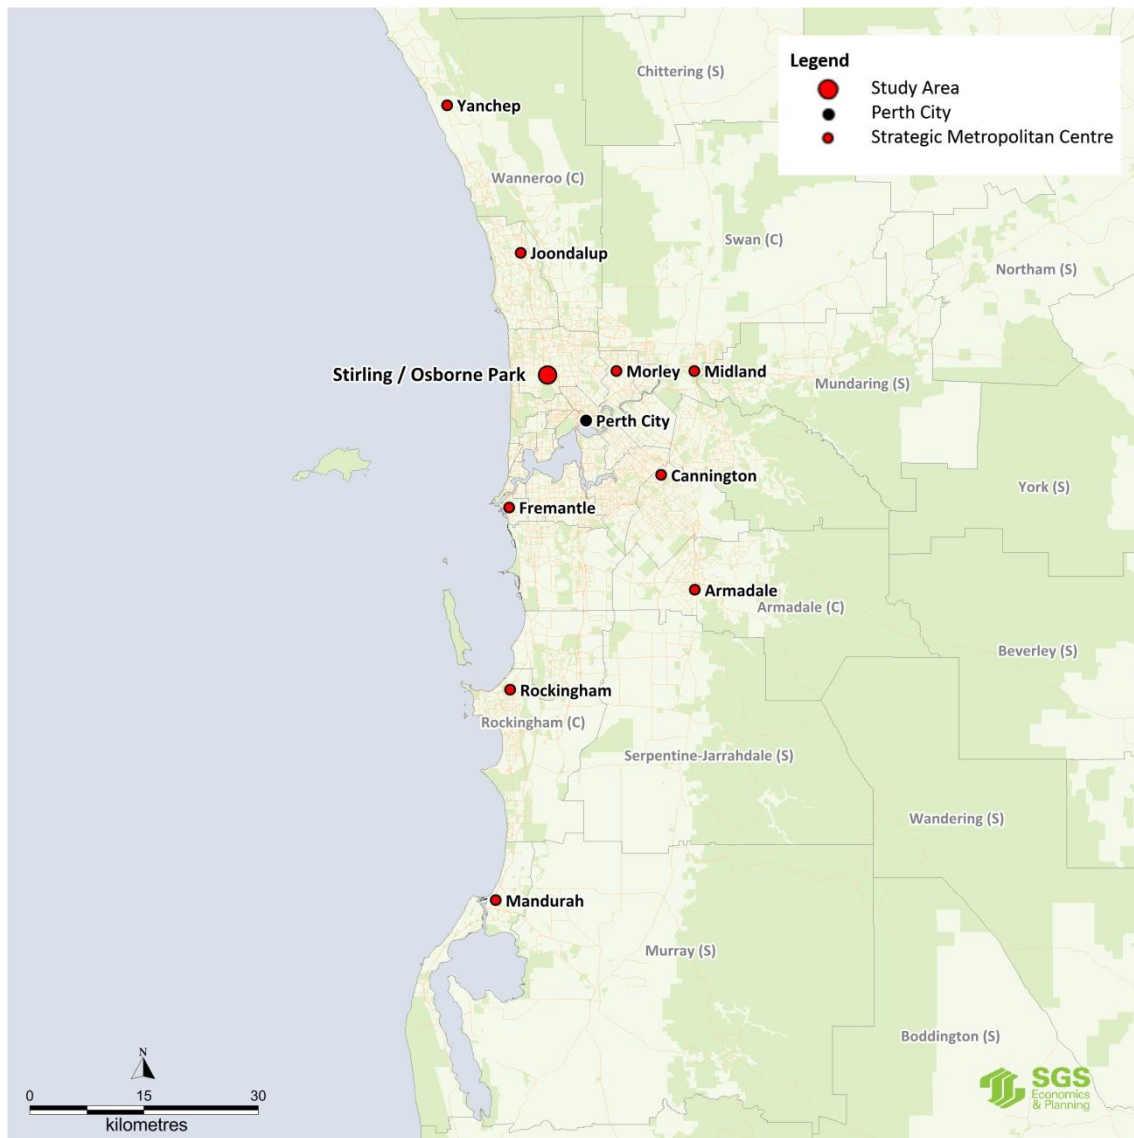 Legend
Study Area
Perth City
Strategic Metropolitan Centre
Chittering (S)
Yanchep
Wanneroo (C)
Swan (C)
Joondalup
Northam (S)
Stirling / Osborne Park
Morley
Midland
Mundaring (S)
Perth City
Cannington
York (S)
Fremantle
Armadale
Armadale (C)
Beverley (S)
Rockingham
Rockingham (C)
Serpentine-Jarrahdale (S)
Wandering (S)
Mandurah
Murray (S)
Boddington (S)
N
0 15 30
kilometres
SGS
Economics
& Planning